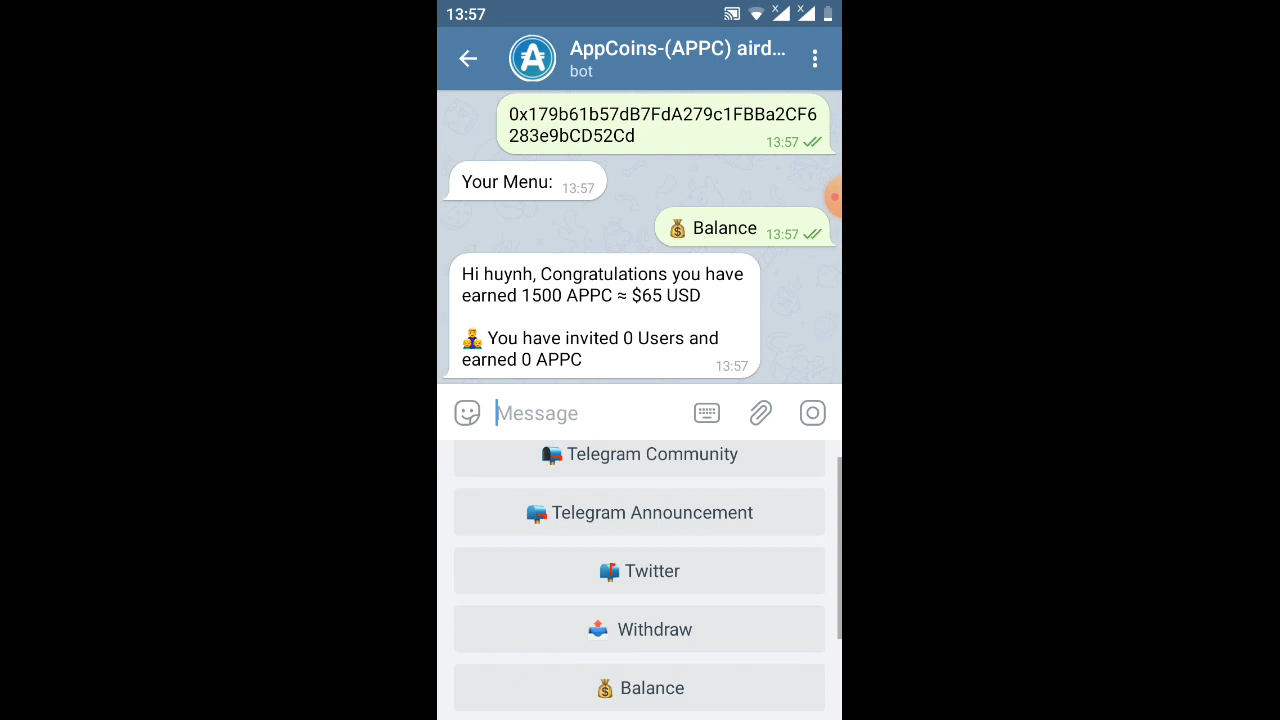 13:57
AppCoins-(APPC) aird...
bot
0x179b61b57dB7FdA279c1FBBa2CF6
283e9bCD52Cd
13:57
Your Menu:
13:57
💰 Balance
13:57
Hi huynh, Congratulations you have
earned 1500 APPC ≈ $65 USD
You have invited 0 Users and
earned 0 APPC
13:57
Message
Telegram Community
Telegram Announcement
Twitter
Withdraw
💰 Balance